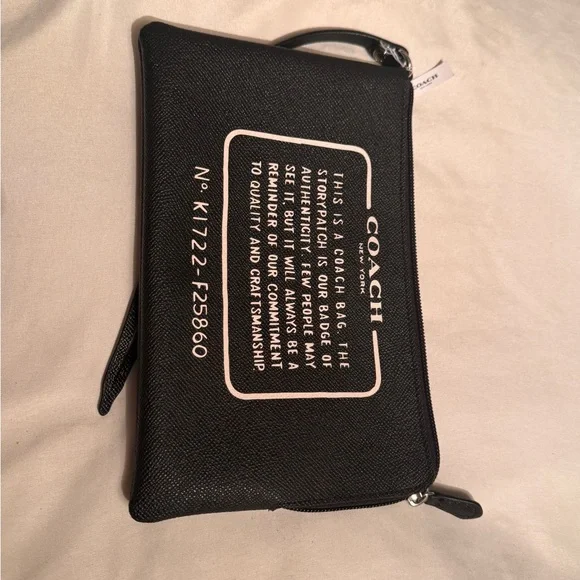 COACH
NEW YORK
THIS IS A COACH BAG. THE
STORYPATCH IS OUR BADGE OF
AUTHENTICITY. FEW PEOPLE MAY
SEE IT, BUT IT WILL ALWAYS BE A
REMINDER OF OUR COMMITMENT
TO QUALITY AND CRAFTSMANSHIP.
Nº. K1722-F25860
COACH